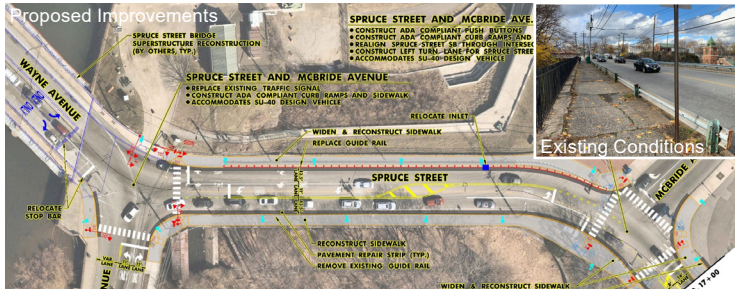 Proposed Improvements
SPRUCE STREET BRIDGE
SUPERSTRUCTURE RECONSTRUCTION
(BY OTHERS, TYP.)
SPRUCE STREET AND MCBRIDE AVE.
CONSTRUCT ADA COMPLIANT PUSH BUTTONS
CONSTRUCT ADA COMPLIANT CURB RAMPS AND
REALIGN SPRUCE STREET SB THROUGH INTERSEC
CONSTRUCT LEFT TURN LANE FOR SPRUCE STREE
ACCOMMODATES SU-40 DESIGN VEHICLE
WAYNE AVENUE
SPRUCE STREET AND MCBRIDE AVENUE
REPLACE EXISTING TRAFFIC SIGNAL
CONSTRUCT ADA COMPLIANT CURB RAMPS AND SIDEWALK
ACCOMMODATES SU-40 DESIGN VEHICLE
RELOCATE INLET
WIDEN & RECONSTRUCT SIDEWALK
REPLACE GUIDE RAIL
Existing Conditions
SPRUCE STREET
MCBRIDE
RELOCATE
STOP BAR
RECONSTRUCT SIDEWALK
PAVEMENT REPAIR STRIP (TYP.)
REMOVE EXISTING GUIDE RAIL
WIDEN & RECONSTRUCT SIDEWALK
17+00